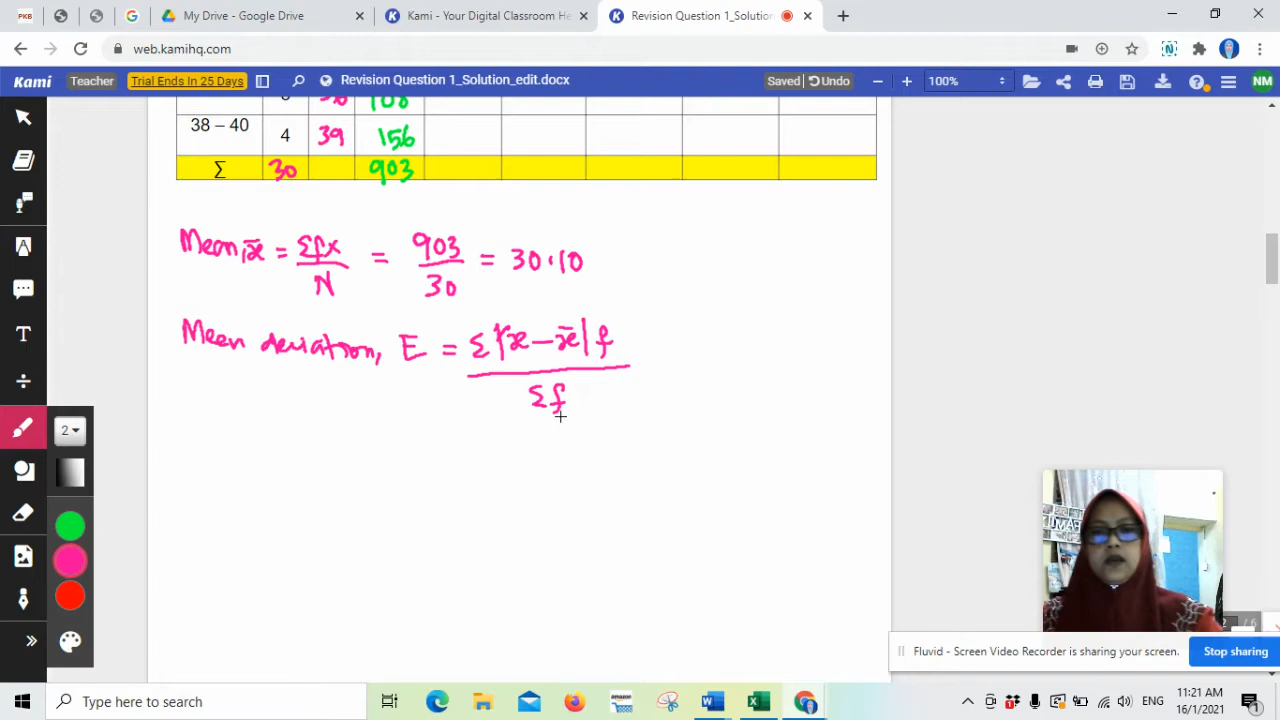 PKB My Drive - Google Drive Kami - Your Digital Classroom He Revision Question 1_Solution
web.kamihq.com
Kami Teacher Trial Ends In 25 Days Revision Question 1_Solution_edit.docx Saved Undo 100% NM
108
38 – 40 4 39 156
∑ 30 903
Mean, x̄ = Σfx / N = 903 / 30 = 30·10
Mean deviation, E = Σ|x – x̄| f / Σf
2
/ 6
Fluvid - Screen Video Recorder is sharing your screen. Stop sharing
Type here to search
ENG 11:21 AM 16/1/2021